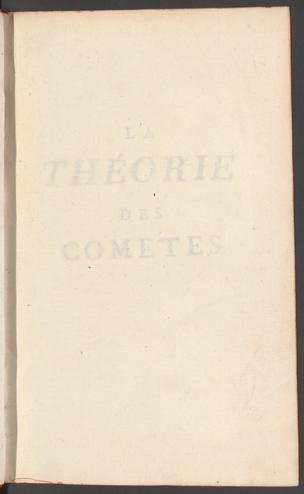 LA
THÉORIE
DES
COMETES